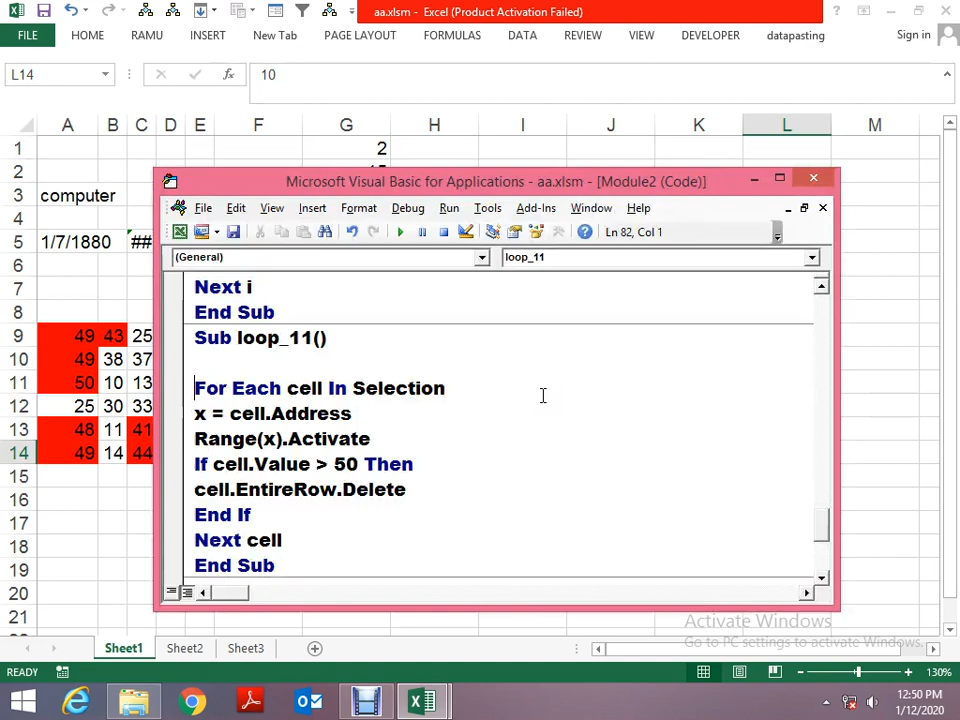 aa.xlsm - Excel (Product Activation Failed)
FILE HOME RAMU INSERT New Tab PAGE LAYOUT FORMULAS DATA REVIEW VIEW DEVELOPER datapasting Sign in
L14 fx 10
A B C D E F G H I J K L M
1 2
2
3 computer
4
5 1/7/1880 ##
6
7
8
9 49 43 25
10 49 38 37
11 50 10 13
12 25 30 33
13 48 11 41
14 49 14 44
15
16
17
18
19
20
21
Microsoft Visual Basic for Applications - aa.xlsm - [Module2 (Code)]
File Edit View Insert Format Debug Run Tools Add-Ins Window Help
Ln 82, Col 1
(General) loop_11
Next i
End Sub
Sub loop_11()
For Each cell In Selection
x = cell.Address
Range(x).Activate
If cell.Value > 50 Then
cell.EntireRow.Delete
End If
Next cell
End Sub
Activate Windows
Go to PC settings to activate Windows.
Sheet1 Sheet2 Sheet3
READY 130%
12:50 PM
1/12/2020